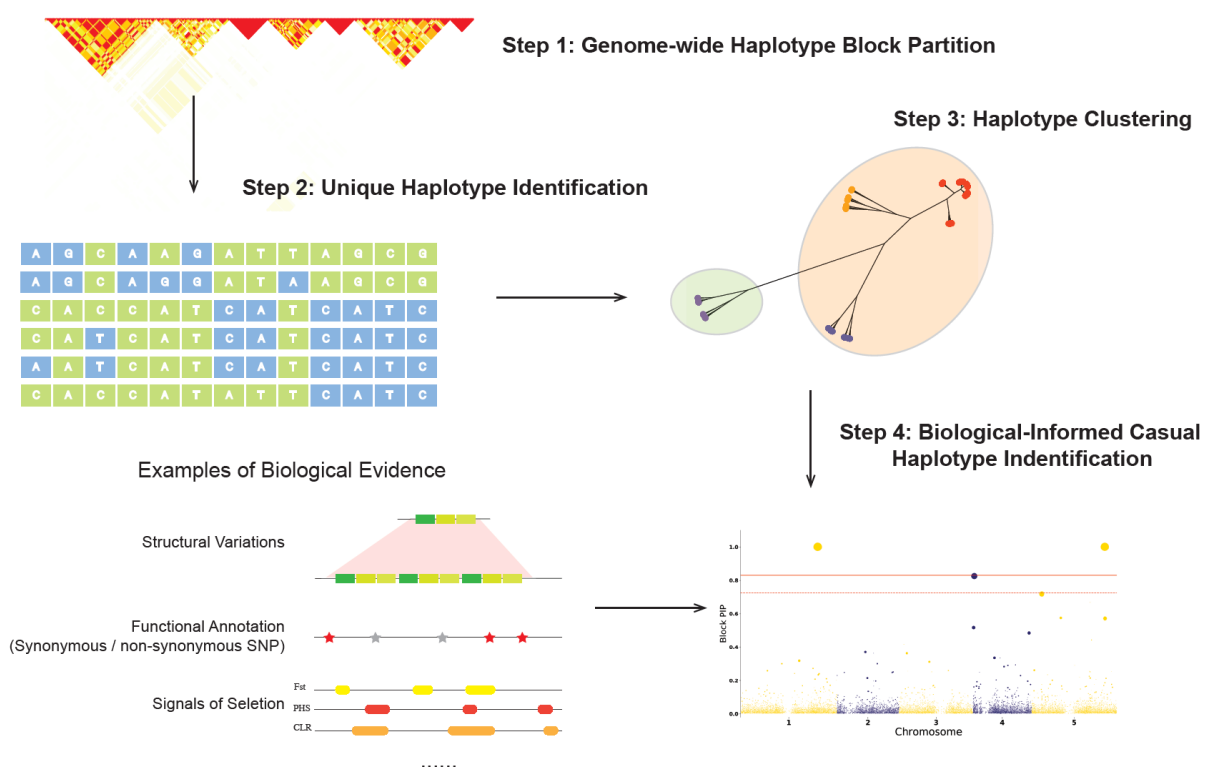 Step 1: Genome-wide Haplotype Block Partition
Step 3: Haplotype Clustering
Step 2: Unique Haplotype Identification
A G C A A G A T T A G C G
A G C A G G A T A A G C G
C A C C A T C A T C A T C
C A T C A T C A T C A T C
A A T C A T C A T C A T C
C A C C A T A T T C A T C
Step 4: Biological-Informed Casual
Haplotype Indentification
Examples of Biological Evidence
Structural Variations
Functional Annotation
(Synonymous / non-synonymous SNP)
Signals of Seletion
Fst
PHS
CLR
......
Block PIP
1.0
0.8
0.6
0.4
0.2
0.0
1 2 3 4 5
Chromosome